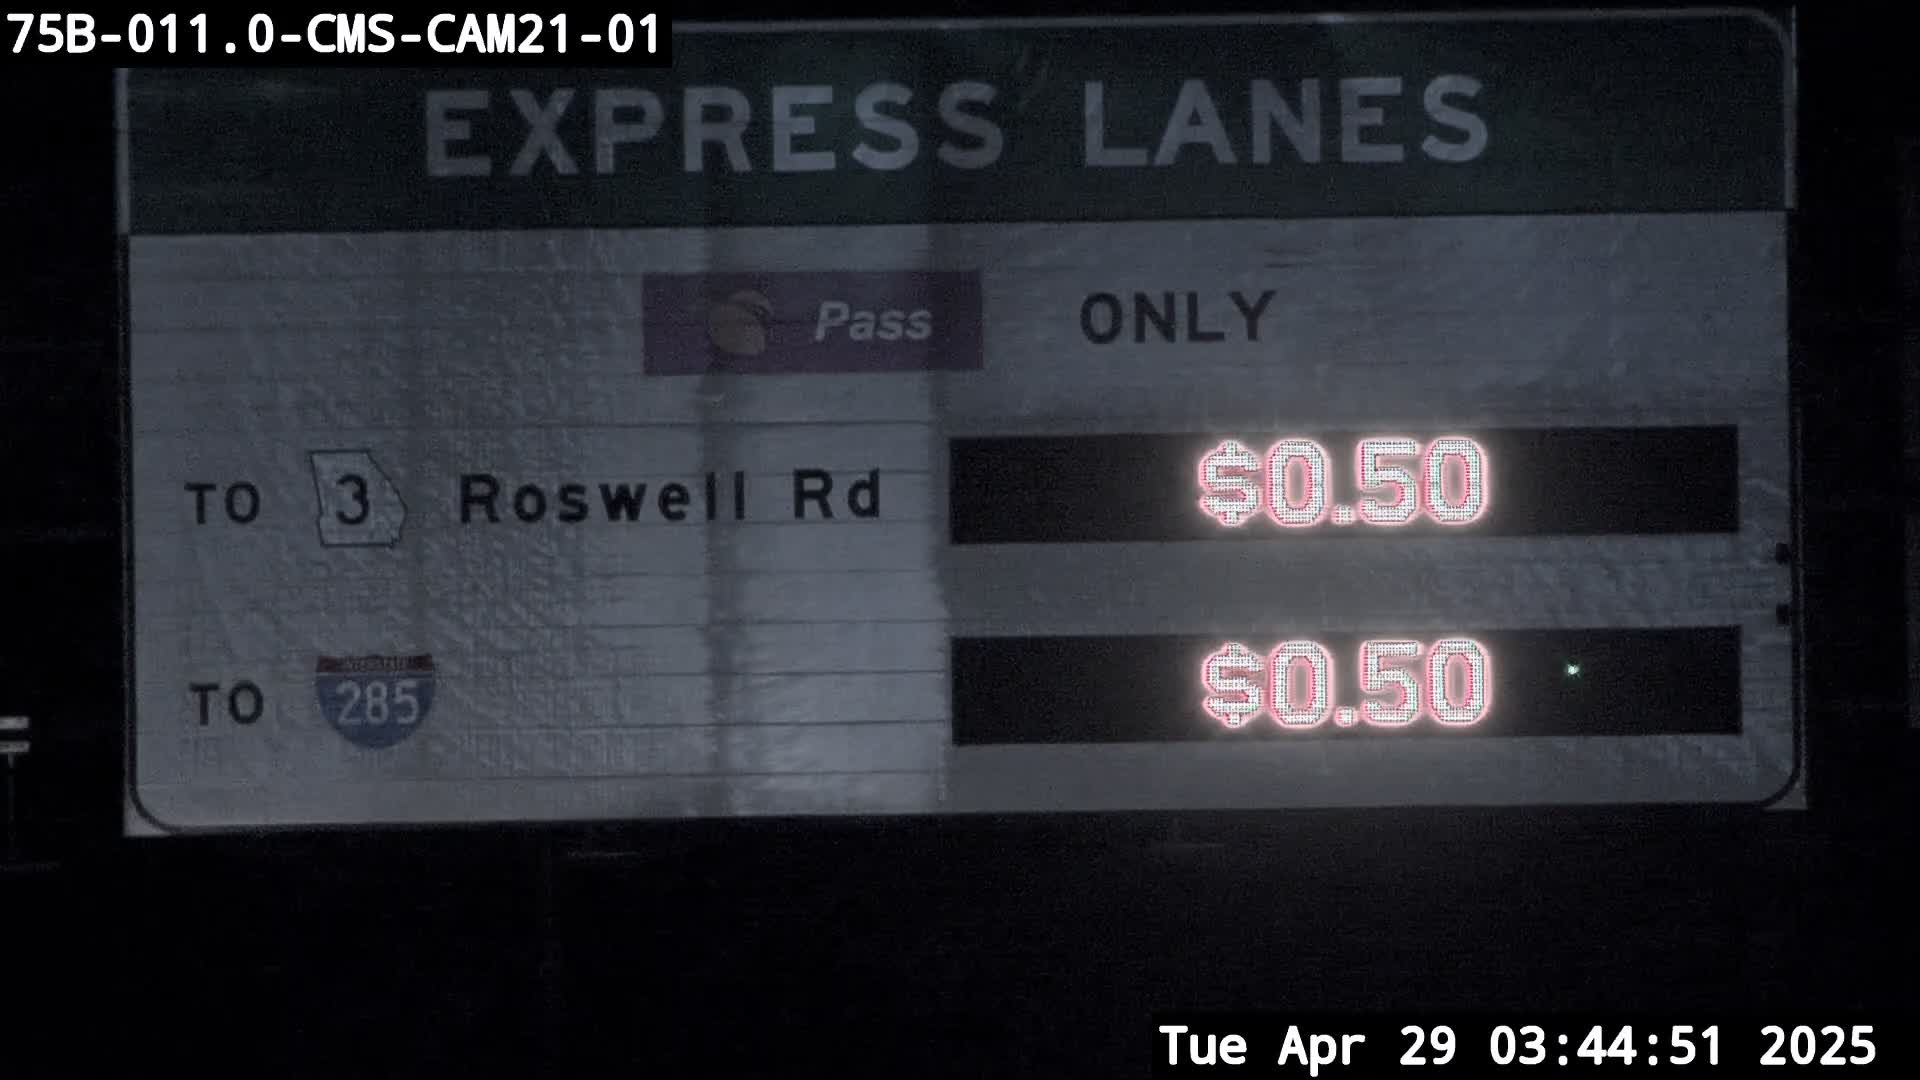 75B-011.0-CMS-CAM21-01
EXPRESS LANES
Pass ONLY
TO 3 Roswell Rd $0.50
TO 285 $0.50
Tue Apr 29 03:44:51 2025